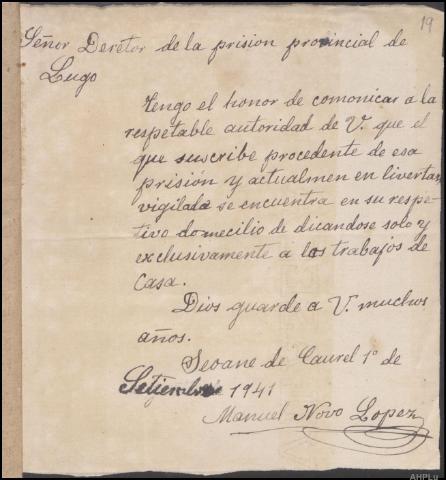 19
Señor Deretor de la prision provincial de
Lugo
Tengo el honor de comonicar a la
respetable autoridad de V. que el
que suscribe procedente de esa
prisión y actualmen en livertaz
vigilada se encuentra en su respe-
tivo domecilio de dicandose solo y
exclusivamente a los trabajos de
Casa.
Dios guarde a V. muchos
años.
Seoane de Caurel 1º de
Setiembre 1941
Manuel Novo Lopez
AHPLu